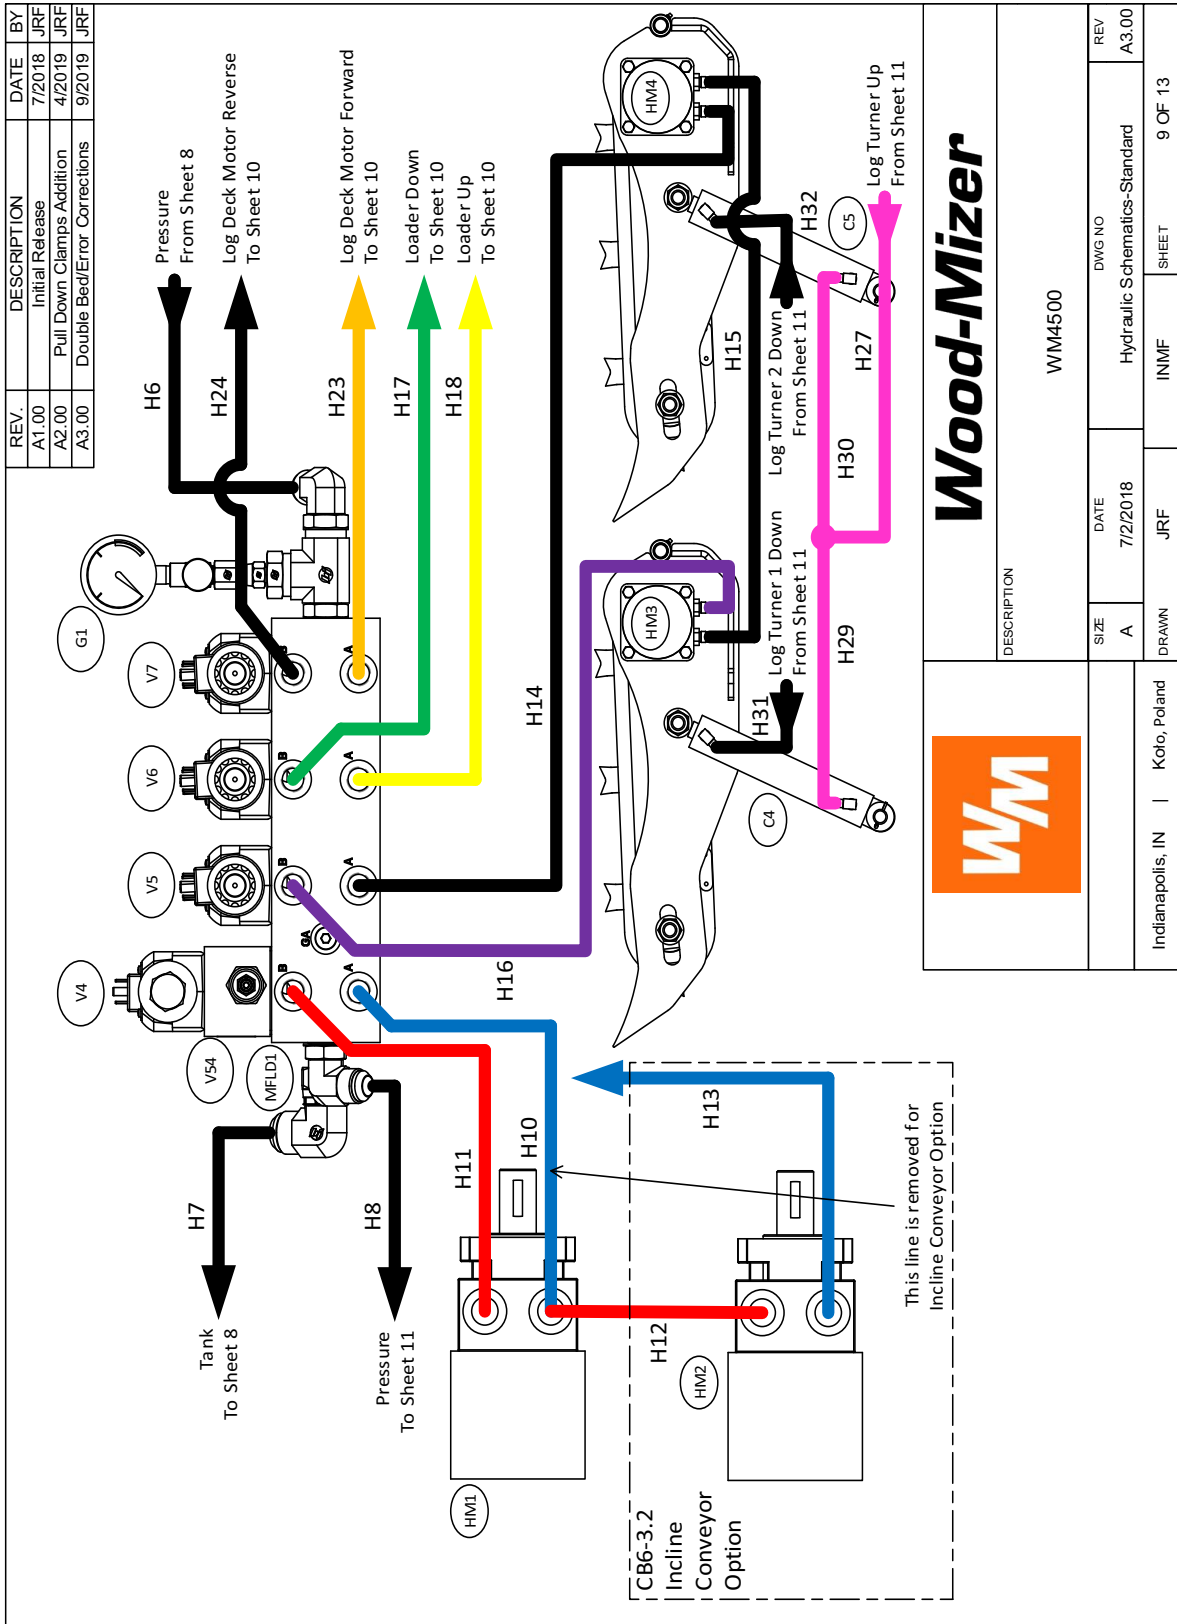 REV.
DESCRIPTION
DATE
BY
A1.00
Initial Release
7/2018
JRF
A2.00
Pull Down Clamps Addition
4/2019
JRF
A3.00
Double Bed/Error Corrections
9/2019
JRF
Tank
To Sheet 8
H7
Pressure
To Sheet 11
H8
V4
V54
MFLD1
V5
V6
V7
G1
B
A
GA
B
A
B
A
B
A
H6
Pressure
From Sheet 8
H24
Log Deck Motor Reverse
To Sheet 10
H23
Log Deck Motor Forward
To Sheet 10
H17
Loader Down
To Sheet 10
H18
Loader Up
To Sheet 10
HM1
H11
H10
H16
H14
H12
H13
HM2
CB6-3.2
Incline
Conveyor
Option
This line is removed for
Incline Conveyor Option
HM3
HM4
H15
H31
Log Turner 1 Down
From Sheet11
C4
H29
H30
H27
Log Turner 2 Down
From Sheet 11
H32
C5
Log Turner Up
From Sheet 11
WM
Indianapolis, IN | Koło, Poland
Wood-Mizer
DESCRIPTION
WM4500
SIZE
A
DATE
7/2/2018
DWG NO
Hydraulic Schematics-Standard
REV
A3.00
DRAWN
JRF
INMF
SHEET
9 OF 13